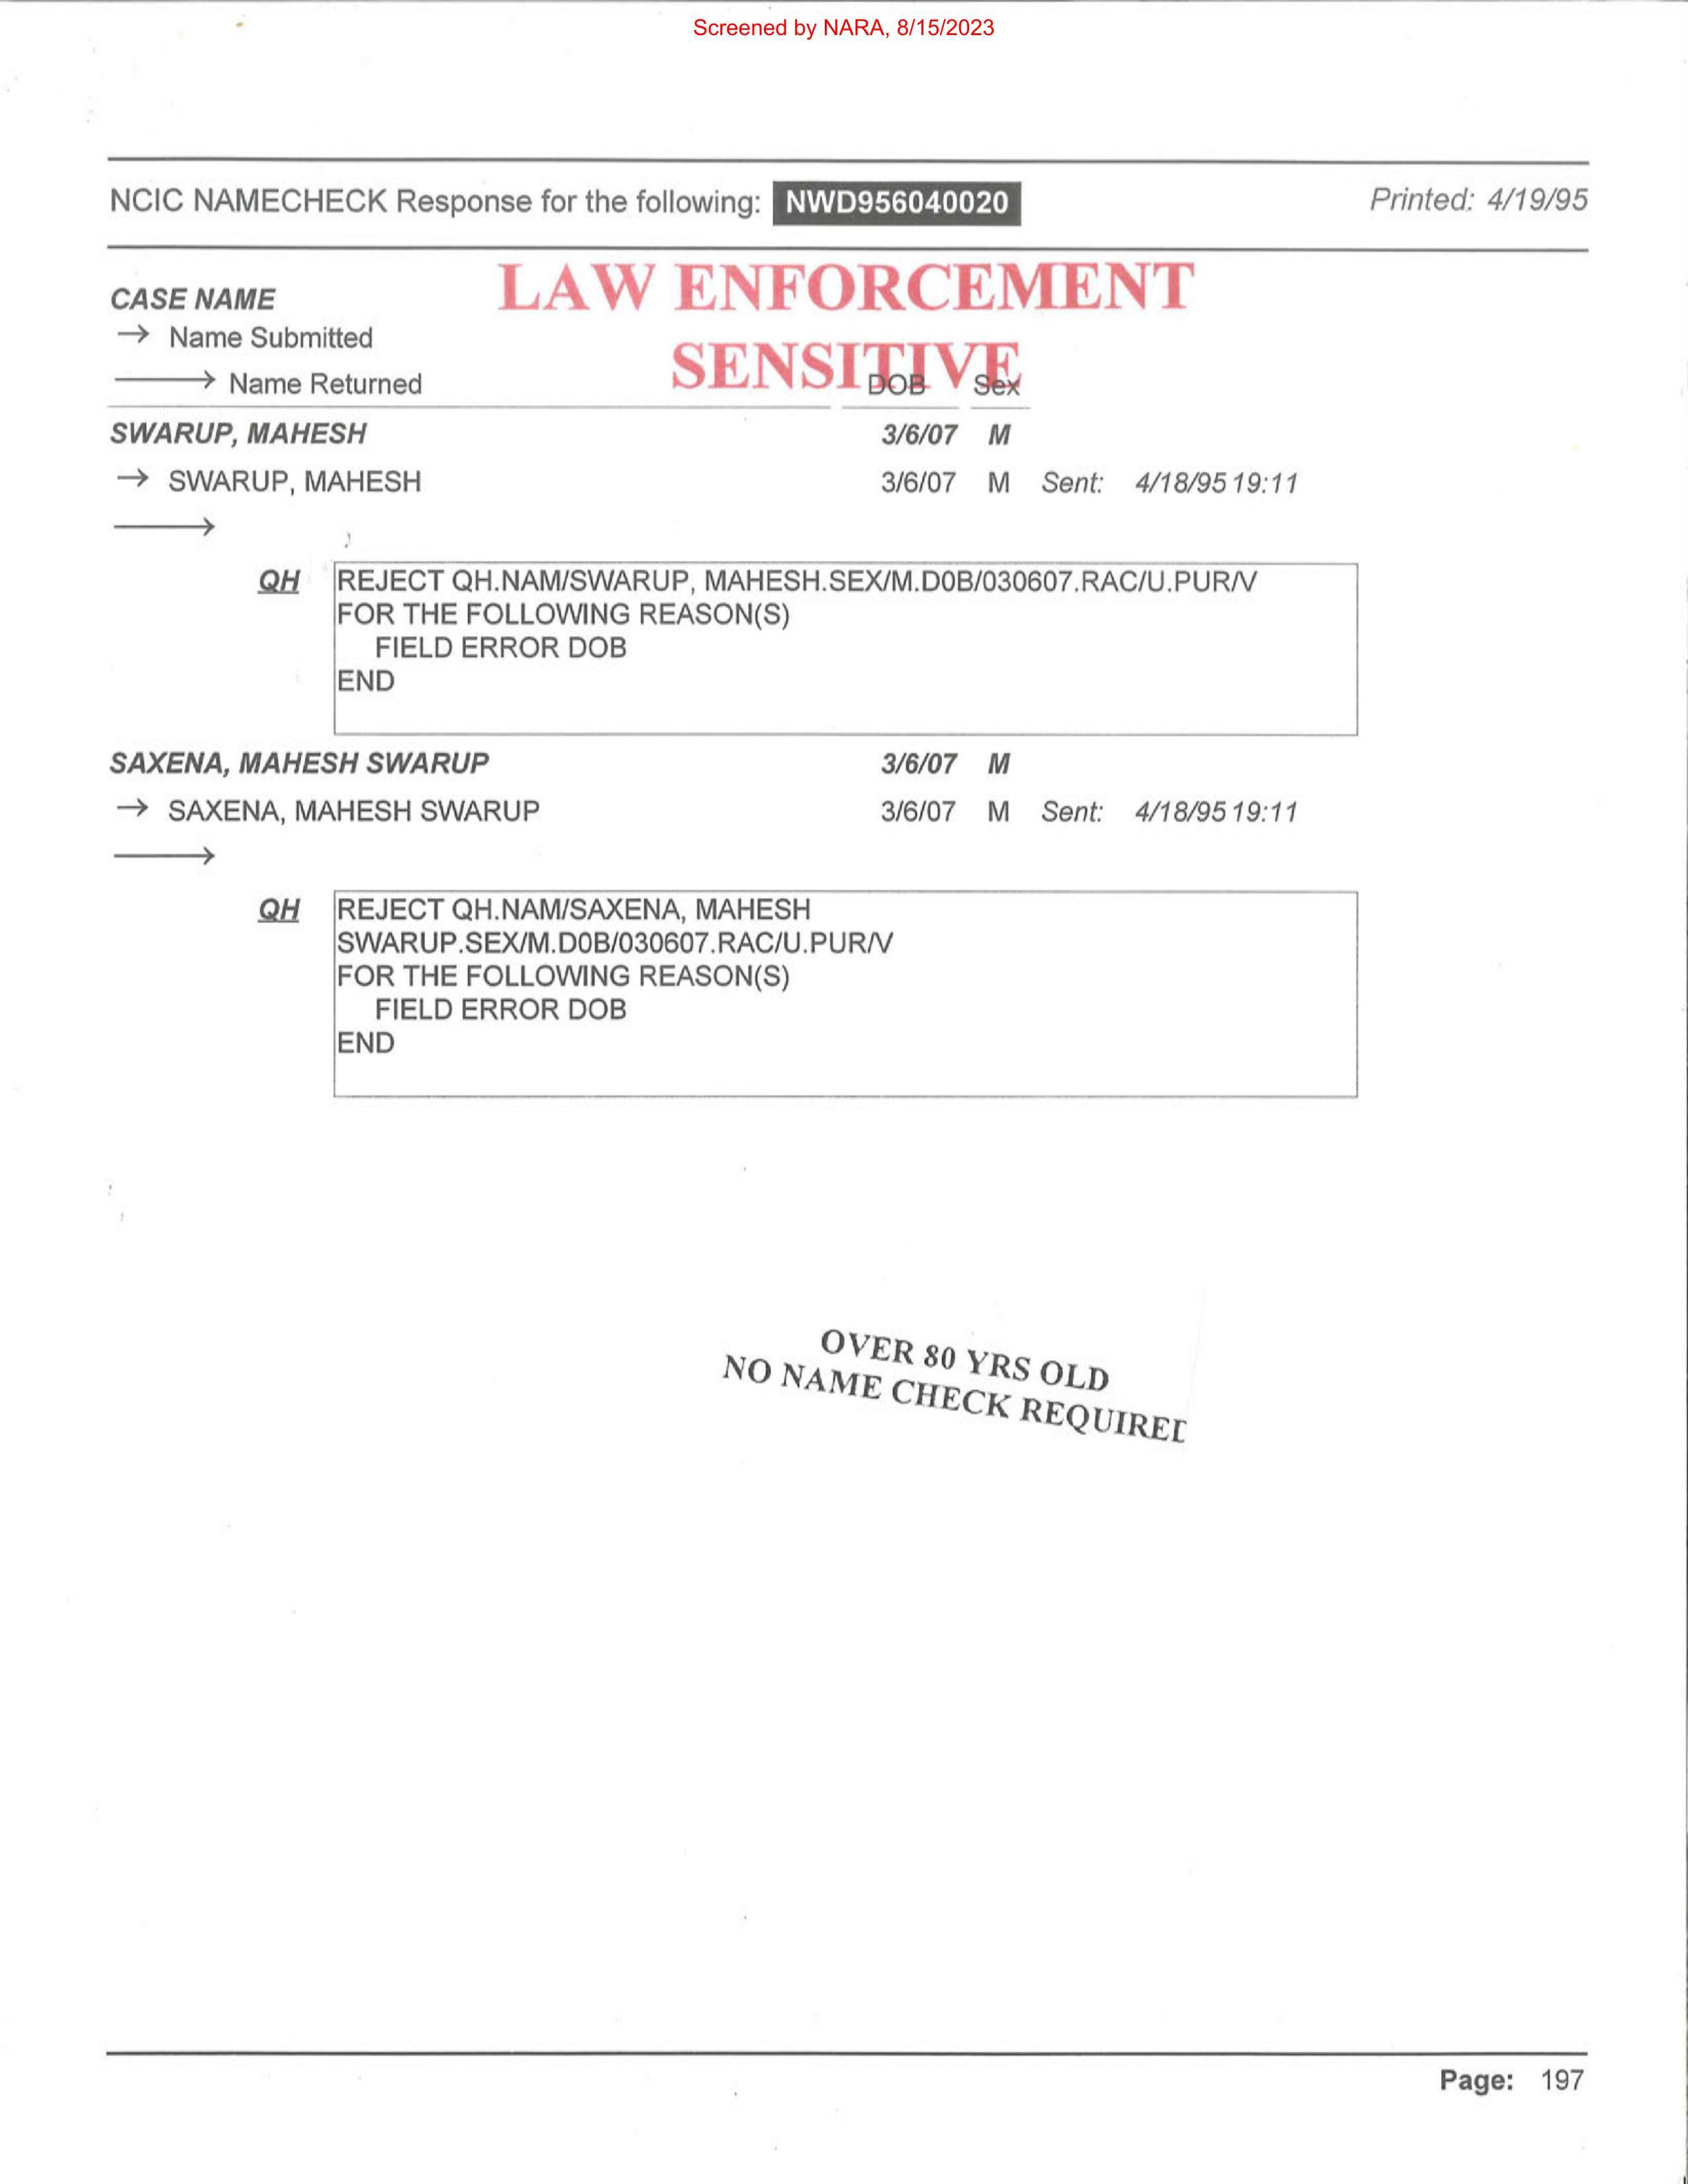 Screened by NARA, 8/15/2023
NCIC NAMECHECK Response for the following: NWD956040020 Printed: 4/19/95
LAW ENFORCEMENT
SENSITIVE
CASE NAME
→ Name Submitted
→ Name Returned DOB Sex
SWARUP, MAHESH 3/6/07 M
→ SWARUP, MAHESH 3/6/07 M Sent: 4/18/95 19:11
→
QH REJECT QH.NAM/SWARUP, MAHESH.SEX/M.D0B/030607.RAC/U.PUR/V
FOR THE FOLLOWING REASON(S)
FIELD ERROR DOB
END
SAXENA, MAHESH SWARUP 3/6/07 M
→ SAXENA, MAHESH SWARUP 3/6/07 M Sent: 4/18/95 19:11
→
QH REJECT QH.NAM/SAXENA, MAHESH
SWARUP.SEX/M.D0B/030607.RAC/U.PUR/V
FOR THE FOLLOWING REASON(S)
FIELD ERROR DOB
END
OVER 80 YRS OLD
NO NAME CHECK REQUIRED
Page: 197